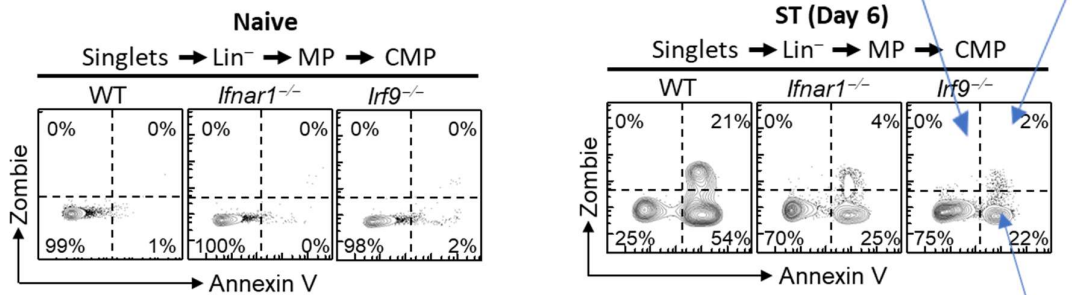 Naive
Singlets → Lin⁻ → MP → CMP
WT Ifnar1⁻/⁻ Irf9⁻/⁻
0% 0% 0% 0% 0% 0%
99% 1% 100% 0% 98% 2%
Zombie
Annexin V
ST (Day 6)
Singlets → Lin⁻ → MP → CMP
WT Ifnar1⁻/⁻ Irf9⁻/⁻
0% 21% 0% 4% 0% 2%
25% 54% 70% 25% 75% 22%
Zombie
Annexin V